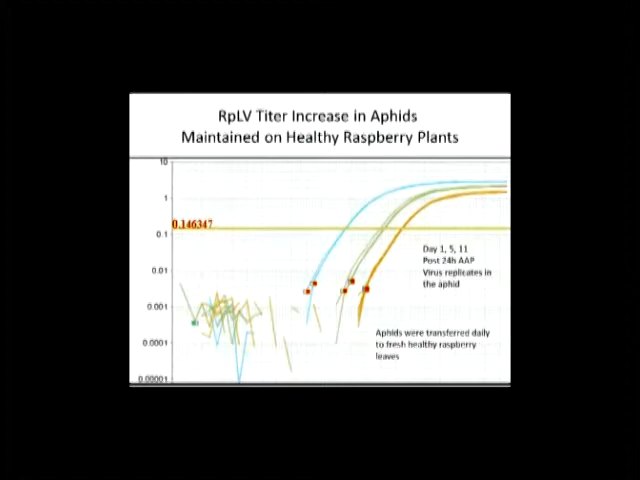 RpLV Titer Increase in Aphids
Maintained on Healthy Raspberry Plants
10
1
0.146347
0.1
Day 1, 5, 11
Post 24h AAP
Virus replicates in
the aphid
0.01
0.001
Aphids were transferred daily
to fresh healthy raspberry
leaves
0.0001
0.00001